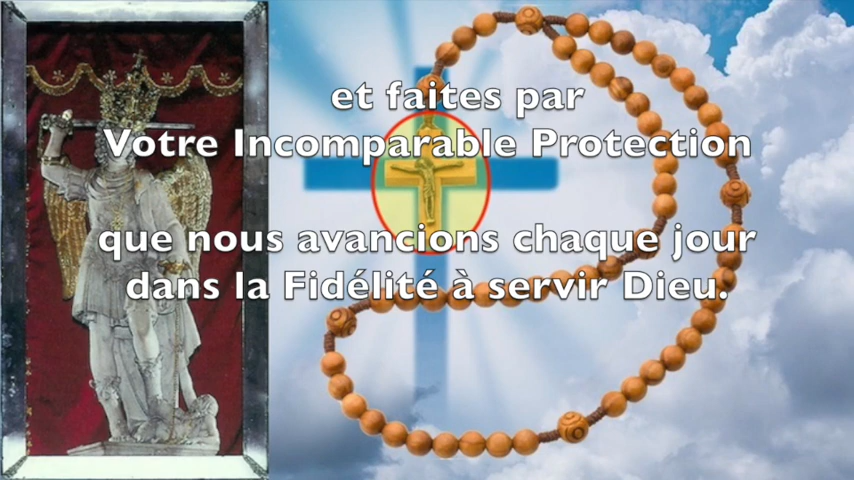 et faites par
Votre Incomparable Protection
que nous avancions chaque jour
dans la Fidélité à servir Dieu.